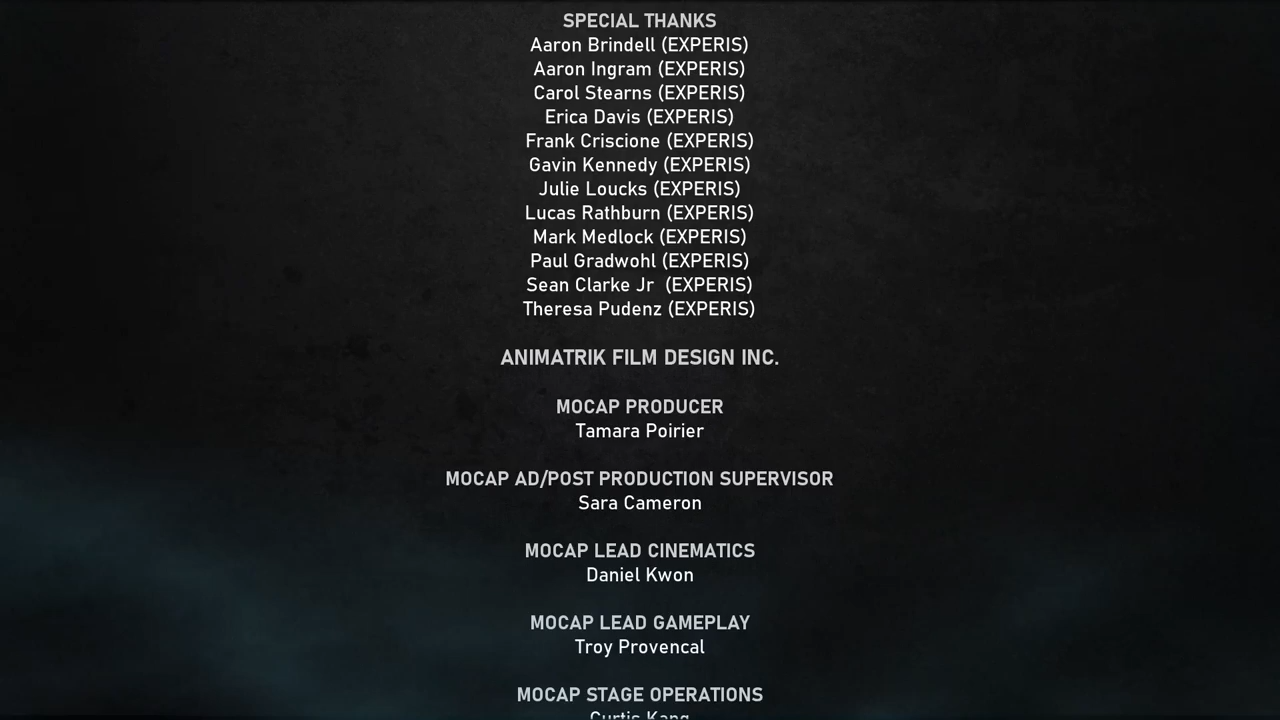 SPECIAL THANKS
Aaron Brindell (EXPERIS)
Aaron Ingram (EXPERIS)
Carol Stearns (EXPERIS)
Erica Davis (EXPERIS)
Frank Criscione (EXPERIS)
Gavin Kennedy (EXPERIS)
Julie Loucks (EXPERIS)
Lucas Rathburn (EXPERIS)
Mark Medlock (EXPERIS)
Paul Gradwohl (EXPERIS)
Sean Clarke Jr  (EXPERIS)
Theresa Pudenz (EXPERIS)
ANIMATRIK FILM DESIGN INC.
MOCAP PRODUCER
Tamara Poirier
MOCAP AD/POST PRODUCTION SUPERVISOR
Sara Cameron
MOCAP LEAD CINEMATICS
Daniel Kwon
MOCAP LEAD GAMEPLAY
Troy Provencal
MOCAP STAGE OPERATIONS
Curtis Kang